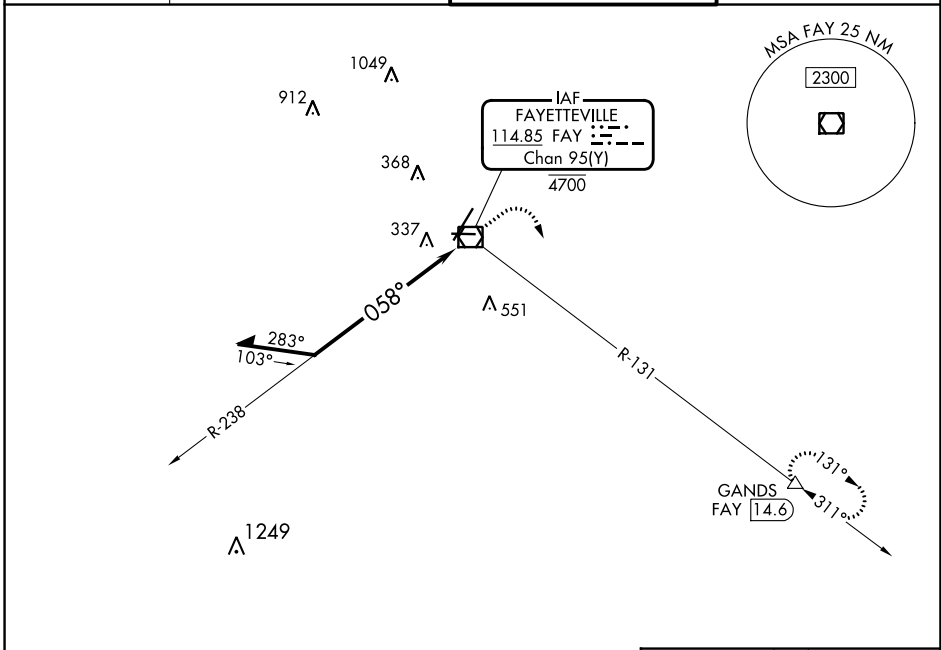 MSA FAY 25 NM
2300
1049
912
IAF
FAYETTEVILLE
114.85 FAY
Chan 95(Y)
4700
368
337
058°
551
283°
103°
R-131
R-238
131°
GANDS
FAY 14.6
311°
1249